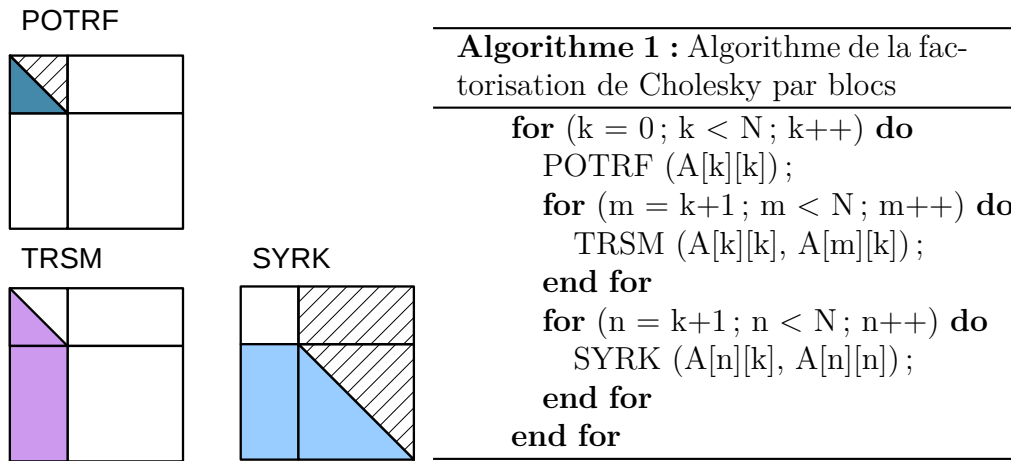 POTRF
TRSM
SYRK
Algorithme 1 : Algorithme de la fac-
torisation de Cholesky par blocs
for (k = 0 ; k < N ; k++) do
POTRF (A[k][k]) ;
for (m = k+1 ; m < N ; m++) do
TRSM (A[k][k], A[m][k]) ;
end for
for (n = k+1 ; n < N ; n++) do
SYRK (A[n][k], A[n][n]) ;
end for
end for